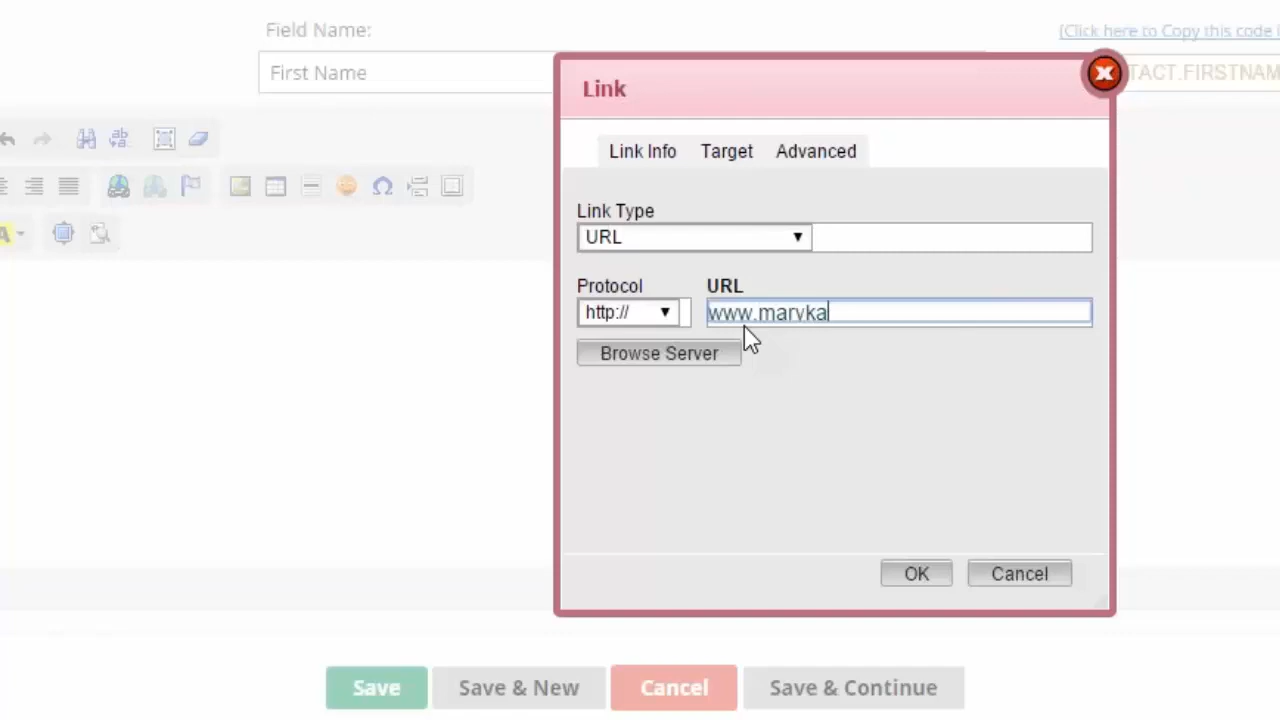 Field Name:
[Click here to Copy this code
First Name
TACT.FIRSTNAM
Link
Link Info Target Advanced
Link Type
URL
Protocol URL
http:// www.maryka
Browse Server
OK Cancel
Save Save & New Cancel Save & Continue